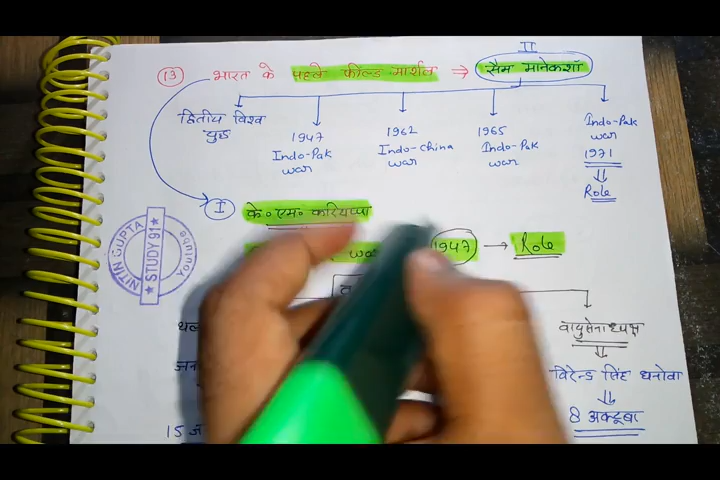 II
(13) भारत के पहले फील्ड मार्शल ⇒ सैम मानेकशॉ
द्वितीय विश्व युद्ध
1947 Indo-Pak war
1962 Indo-China war
1965 Indo-Pak war
Indo-Pak war 1971
Role
I के० एम० करियप्पा
war 1947 → Role
NITIN GUPTA
STUDY 91
Youtube
वायुसेनाध्यक्ष
बिरेन्द्र सिंह धनोवा
8 अक्टूबर
15